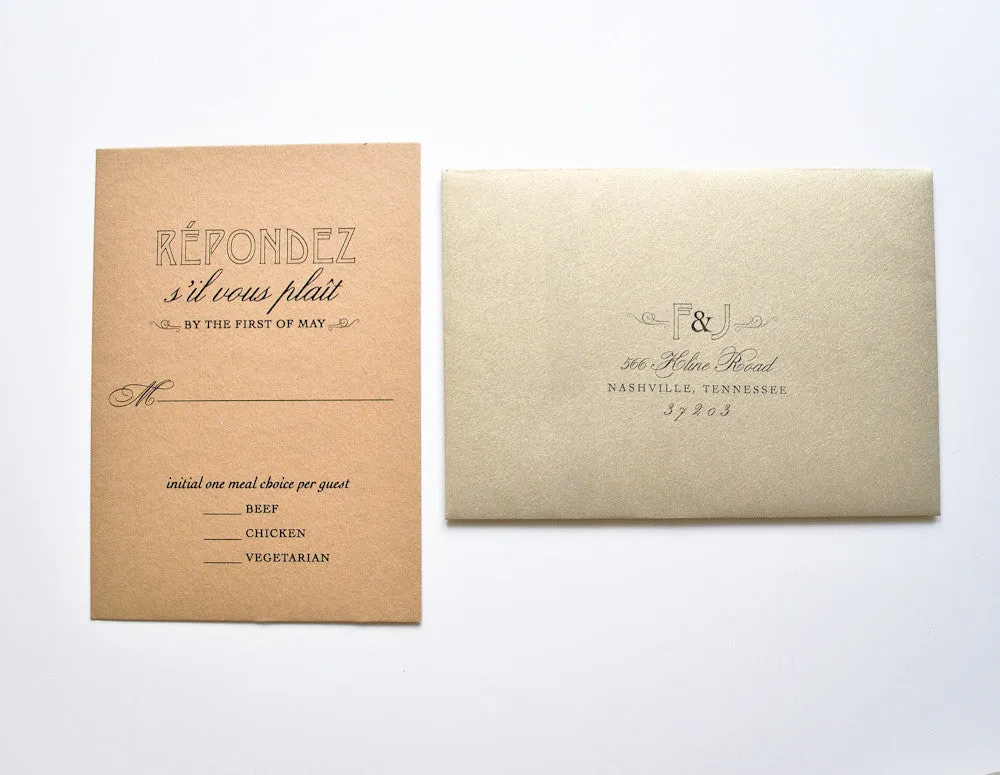 RÉPONDEZ
s'il vous plaît
BY THE FIRST OF MAY
M
initial one meal choice per guest
BEEF
CHICKEN
VEGETARIAN
F&J
566 Kline Road
NASHVILLE, TENNESSEE
37203